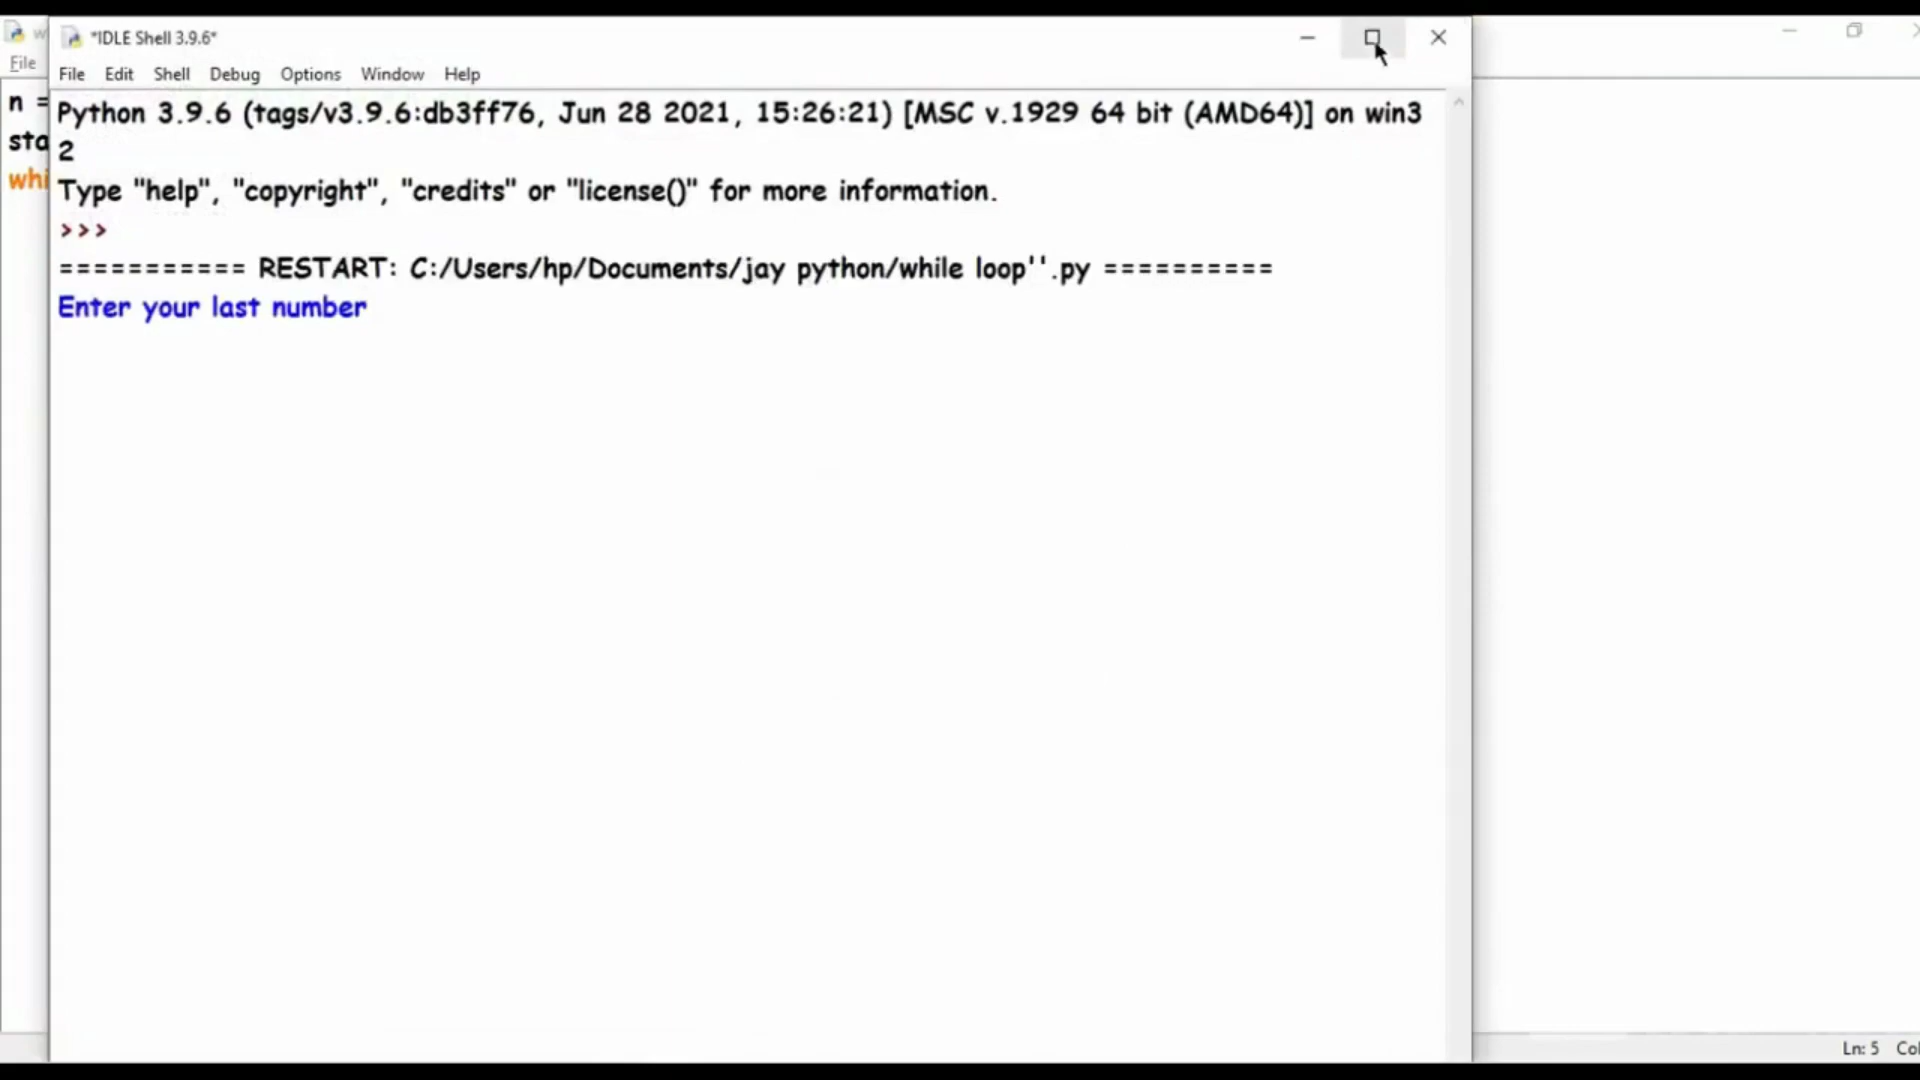 *IDLE Shell 3.9.6*
File
File Edit Shell Debug Options Window Help
n =
Python 3.9.6 (tags/v3.9.6:db3ff76, Jun 28 2021, 15:26:21) [MSC v.1929 64 bit (AMD64)] on win3
2
Type "help", "copyright", "credits" or "license()" for more information.
>>>
=========== RESTART: C:/Users/hp/Documents/jay python/while loop''.py ==========
Enter your last number
Ln: 5